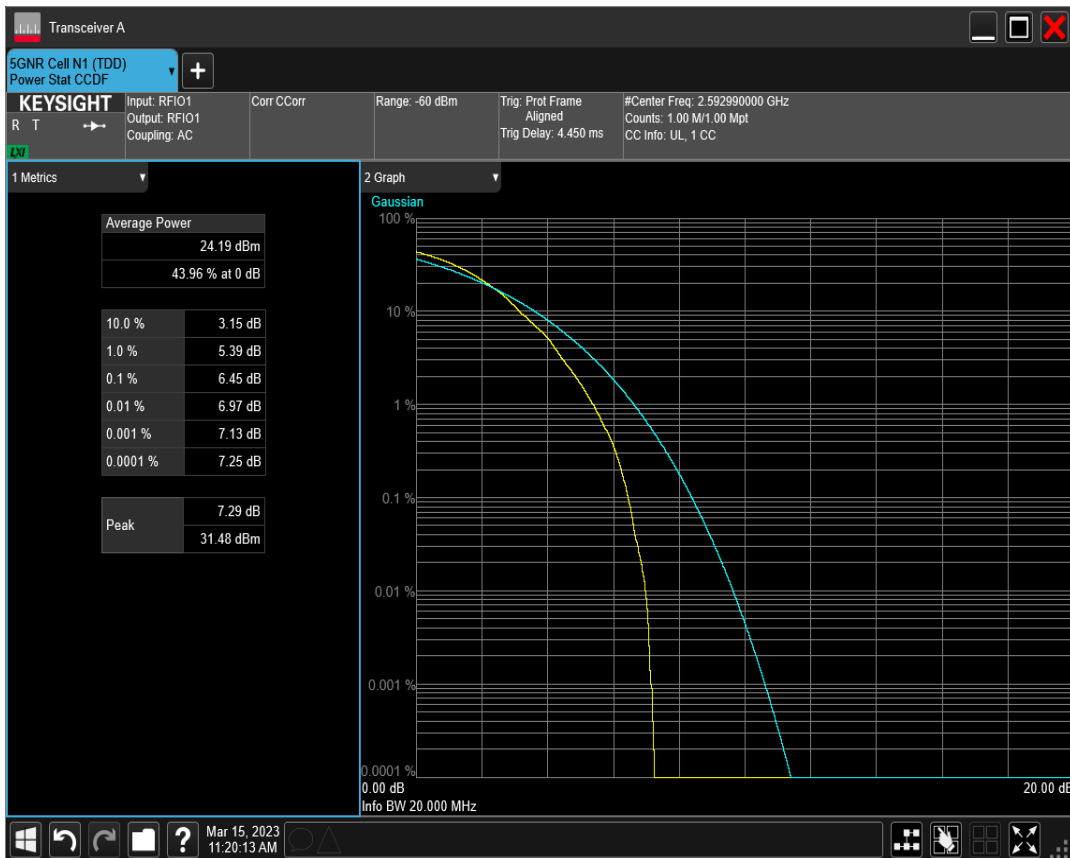 Transceiver A
5GNR Cell N1 (TDD)
Power Stat CCDF
KEYSIGHT
R T
LXI
Input: RFIO1
Output: RFIO1
Coupling: AC
Corr CCorr
Range: -60 dBm
Trig: Prot Frame
Aligned
Trig Delay: 4.450 ms
#Center Freq: 2.592990000 GHz
Counts: 1.00 M/1.00 Mpt
CC Info: UL, 1 CC
1 Metrics
Average Power
24.19 dBm
43.96 % at 0 dB
10.0 % 3.15 dB
1.0 % 5.39 dB
0.1 % 6.45 dB
0.01 % 6.97 dB
0.001 % 7.13 dB
0.0001 % 7.25 dB
Peak
7.29 dB
31.48 dBm
2 Graph
Gaussian
100 %
10 %
1 %
0.1 %
0.01 %
0.001 %
0.0001 %
0.00 dB 20.00 dB
Info BW 20.000 MHz
?
Mar 15, 2023
11:20:13 AM